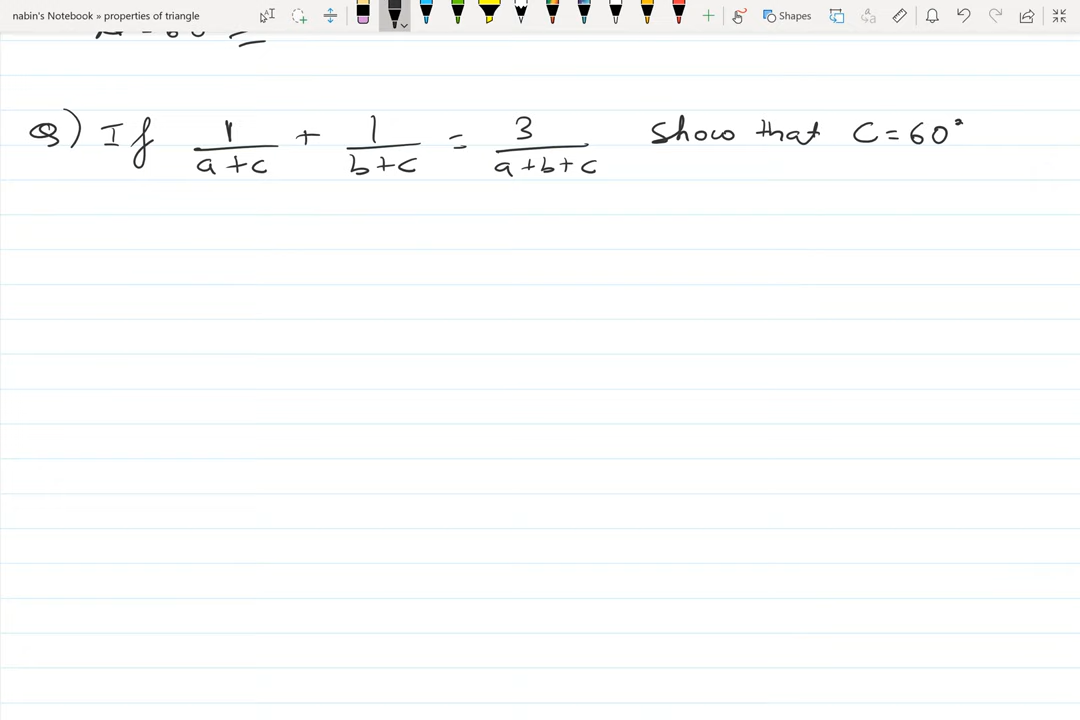 nabin's Notebook » properties of triangle
Shapes
Q) If 1/(a+c) + 1/(b+c) = 3/(a+b+c) Show that C=60°